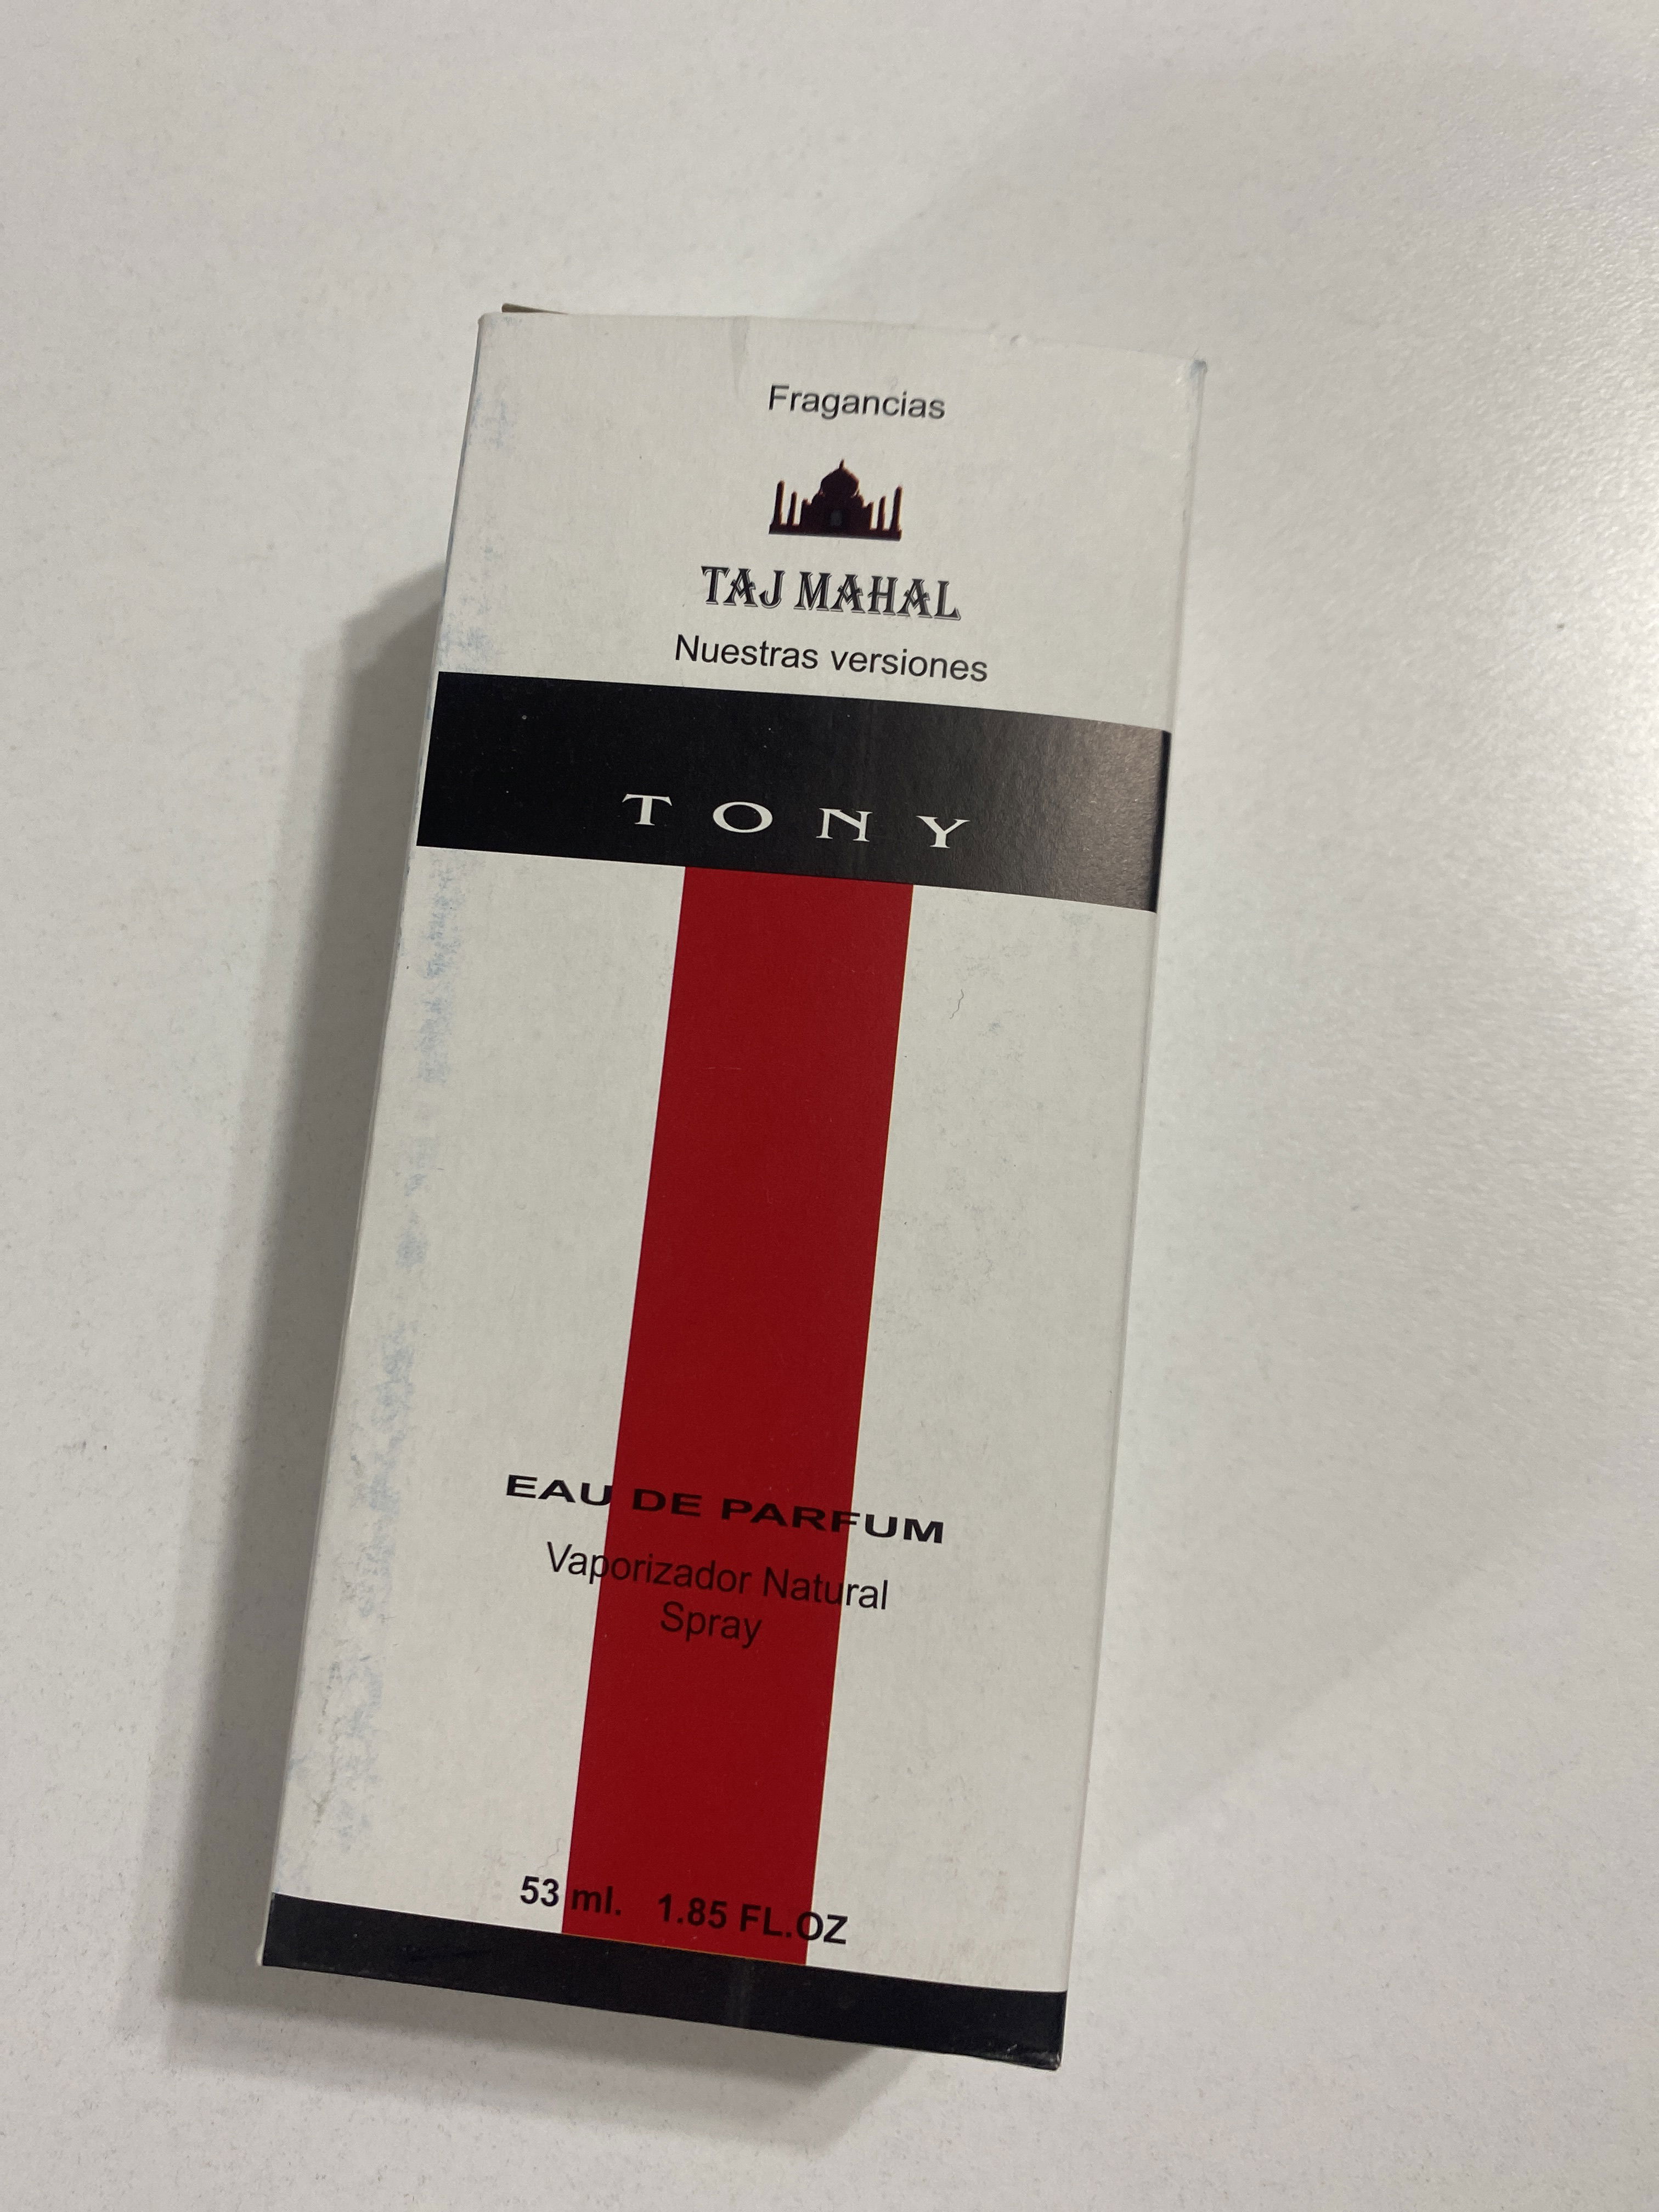 Fragancias
TAJ MAHAL
Nuestras versiones
TONY
EAU DE PARFUM
Vaporizador Natural
Spray
53 ml. 1.85 FL.OZ